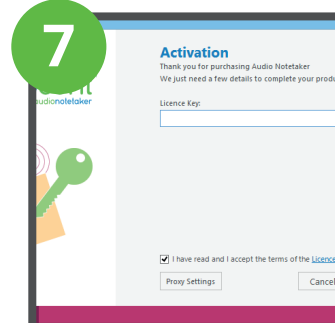 7
audionotetaker
Activation
Thank you for purchasing Audio Notetaker
We just need a few details to complete your
Licence Key:
I have read and I accept the terms of the Licence
Proxy Settings
Cancel